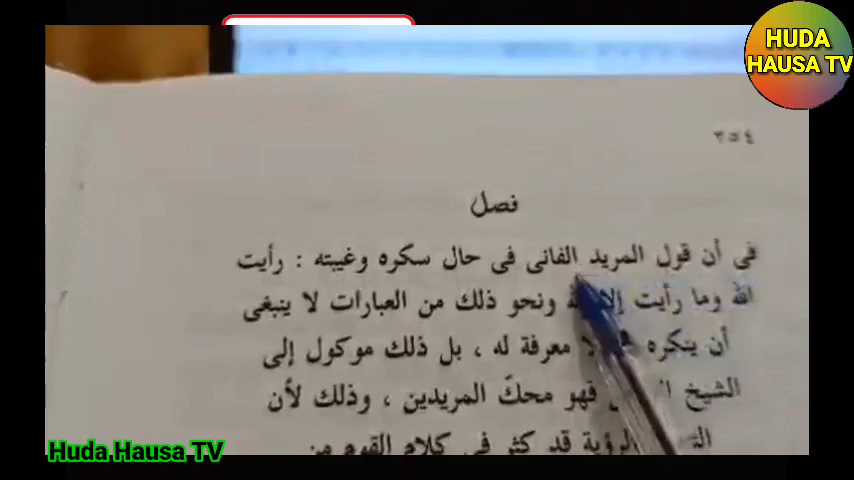 HUDA
HAUSA TV
٣٥٤
فصل
فى أن قول المريد الفانى فى حال سكره وغيبته : رأيت
الله وما رأيت ونحو ذلك من العبارات لا ينبغى
أن ينكره لا معرفة له ، بل ذلك موكول إلى
الشيخ فهو محكّ المريدين ، وذلك لأن
قد كثر فى كلام القوم من
Huda Hausa TV